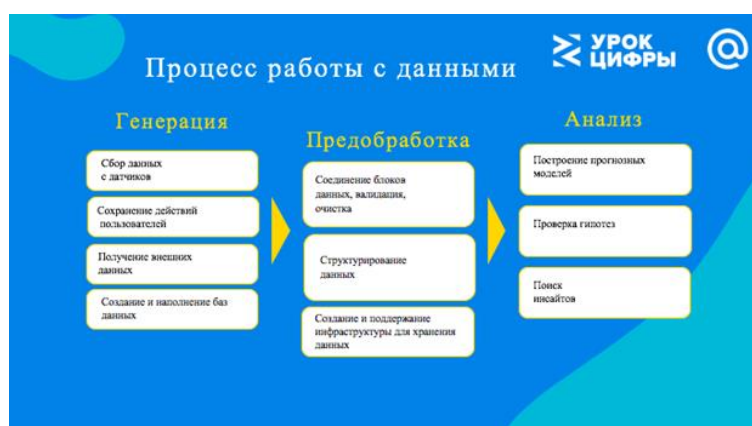 Процесс работы с данными
УРОК
ЦИФРЫ
@
Генерация
Сбор данных
с датчиков
Сохранение действий
пользователей
Получение внешних
данных
Создание и наполнение баз
данных
Предобработка
Соединение блоков
данных, валидация,
очистка
Структурирование
данных
Создание и поддержание
инфраструктуры для хранения
данных
Анализ
Построение прогнозных
моделей
Проверка гипотез
Поиск
инсайтов